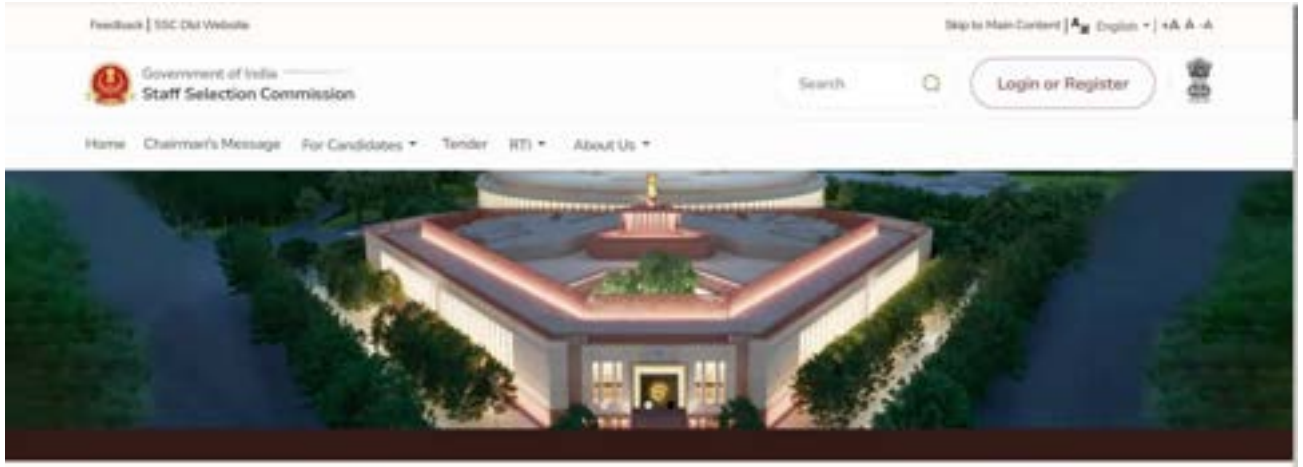 Feedback | SSC Old Website
Skip to Main Content | English | +A A -A
Government of India
Staff Selection Commission
Search
Login or Register
Home Chairman's Message For Candidates Tender RTI About Us